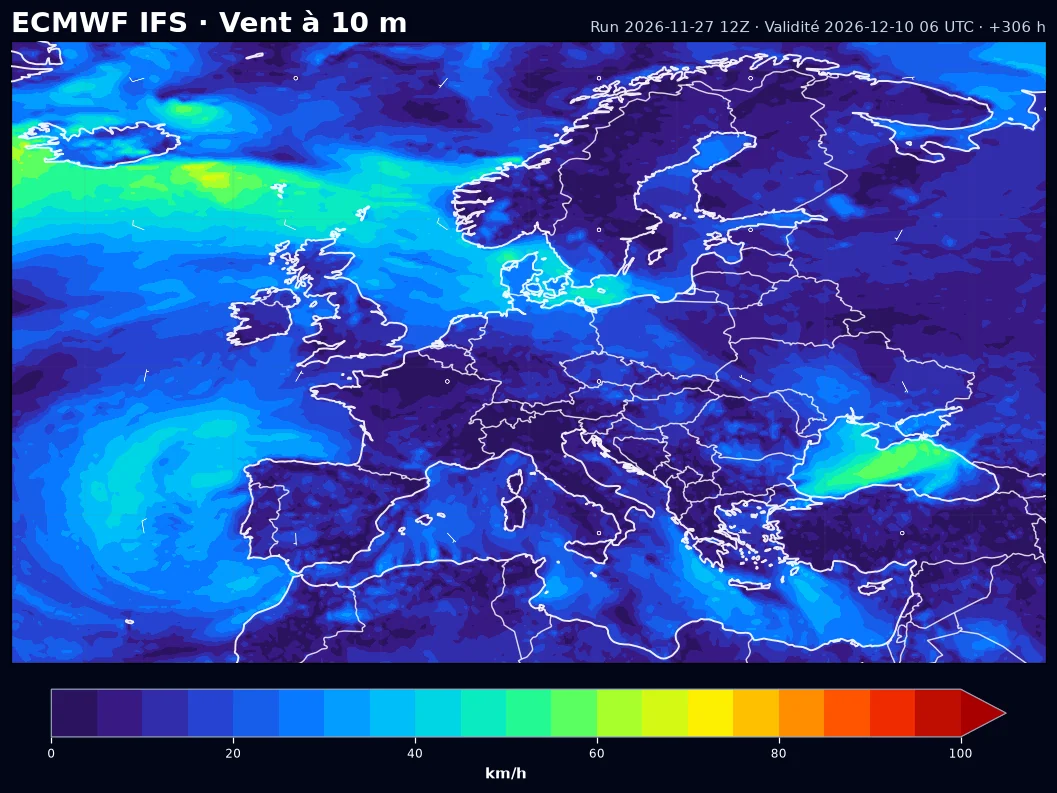 ECMWF IFS · Vent à 10 m
Run 2026-11-27 12Z · Validité 2026-12-10 06 UTC · +306 h
0 20 40 60 80 100
km/h